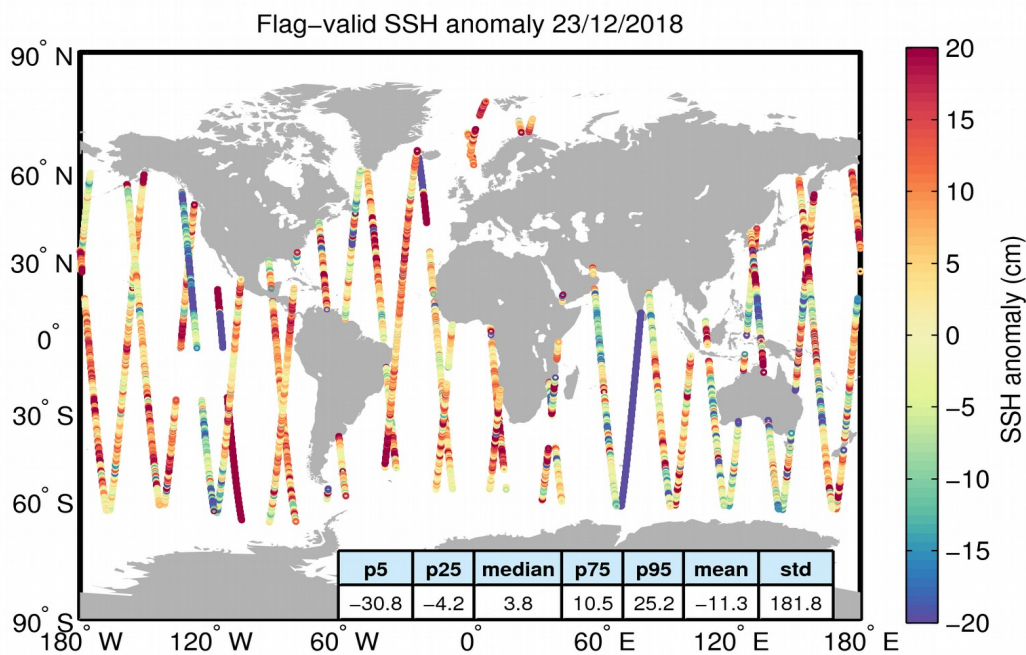 Flag−valid SSH anomaly 23/12/2018
90° N
60° N
30° N
0°
30° S
60° S
90° S
180° W
120° W
60° W
0°
60° E
120° E
180° E
20
15
10
5
0
−5
−10
−15
−20
SSH anomaly (cm)
p5 p25 median p75 p95 mean std
−30.8 −4.2 3.8 10.5 25.2 −11.3 181.8